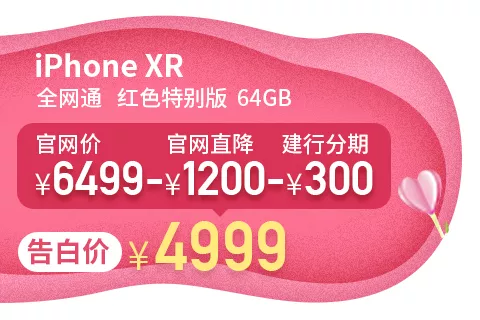 iPhone XR
全网通 红色特别版 64GB
官网价 官网直降 建行分期
¥6499-¥1200-¥300
告白价 ¥4999